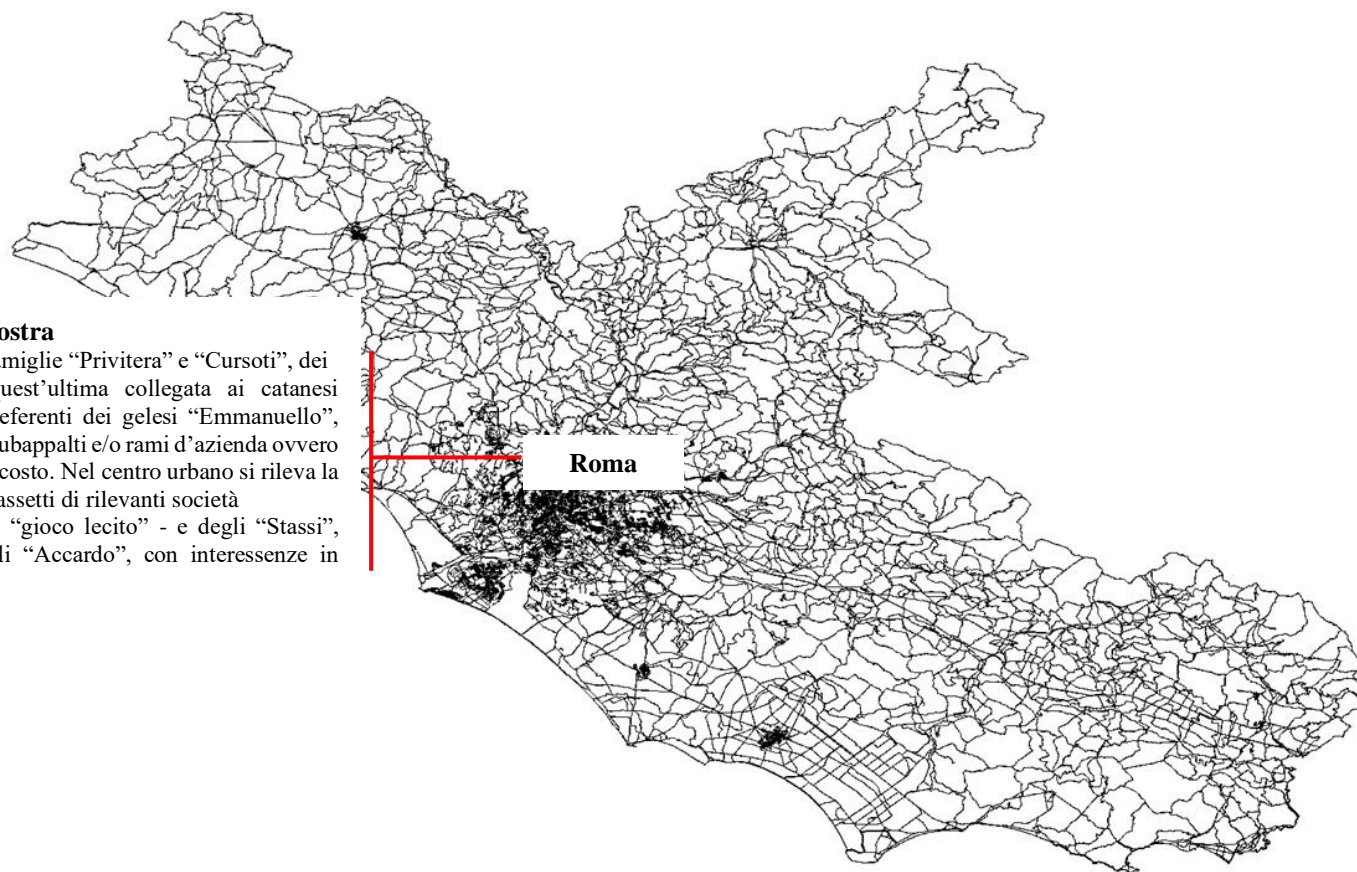 ostra
amiglie “Privitera” e “Cursoti”, dei
uest’ultima collegata ai catanesi
eferenti dei gelesi “Emmanuello”,
ubappalti e/o rami d’azienda ovvero
costo. Nel centro urbano si rileva la
assetti di rilevanti società
“gioco lecito” - e degli “Stassi”,
li “Accardo”, con interessenze in
Roma